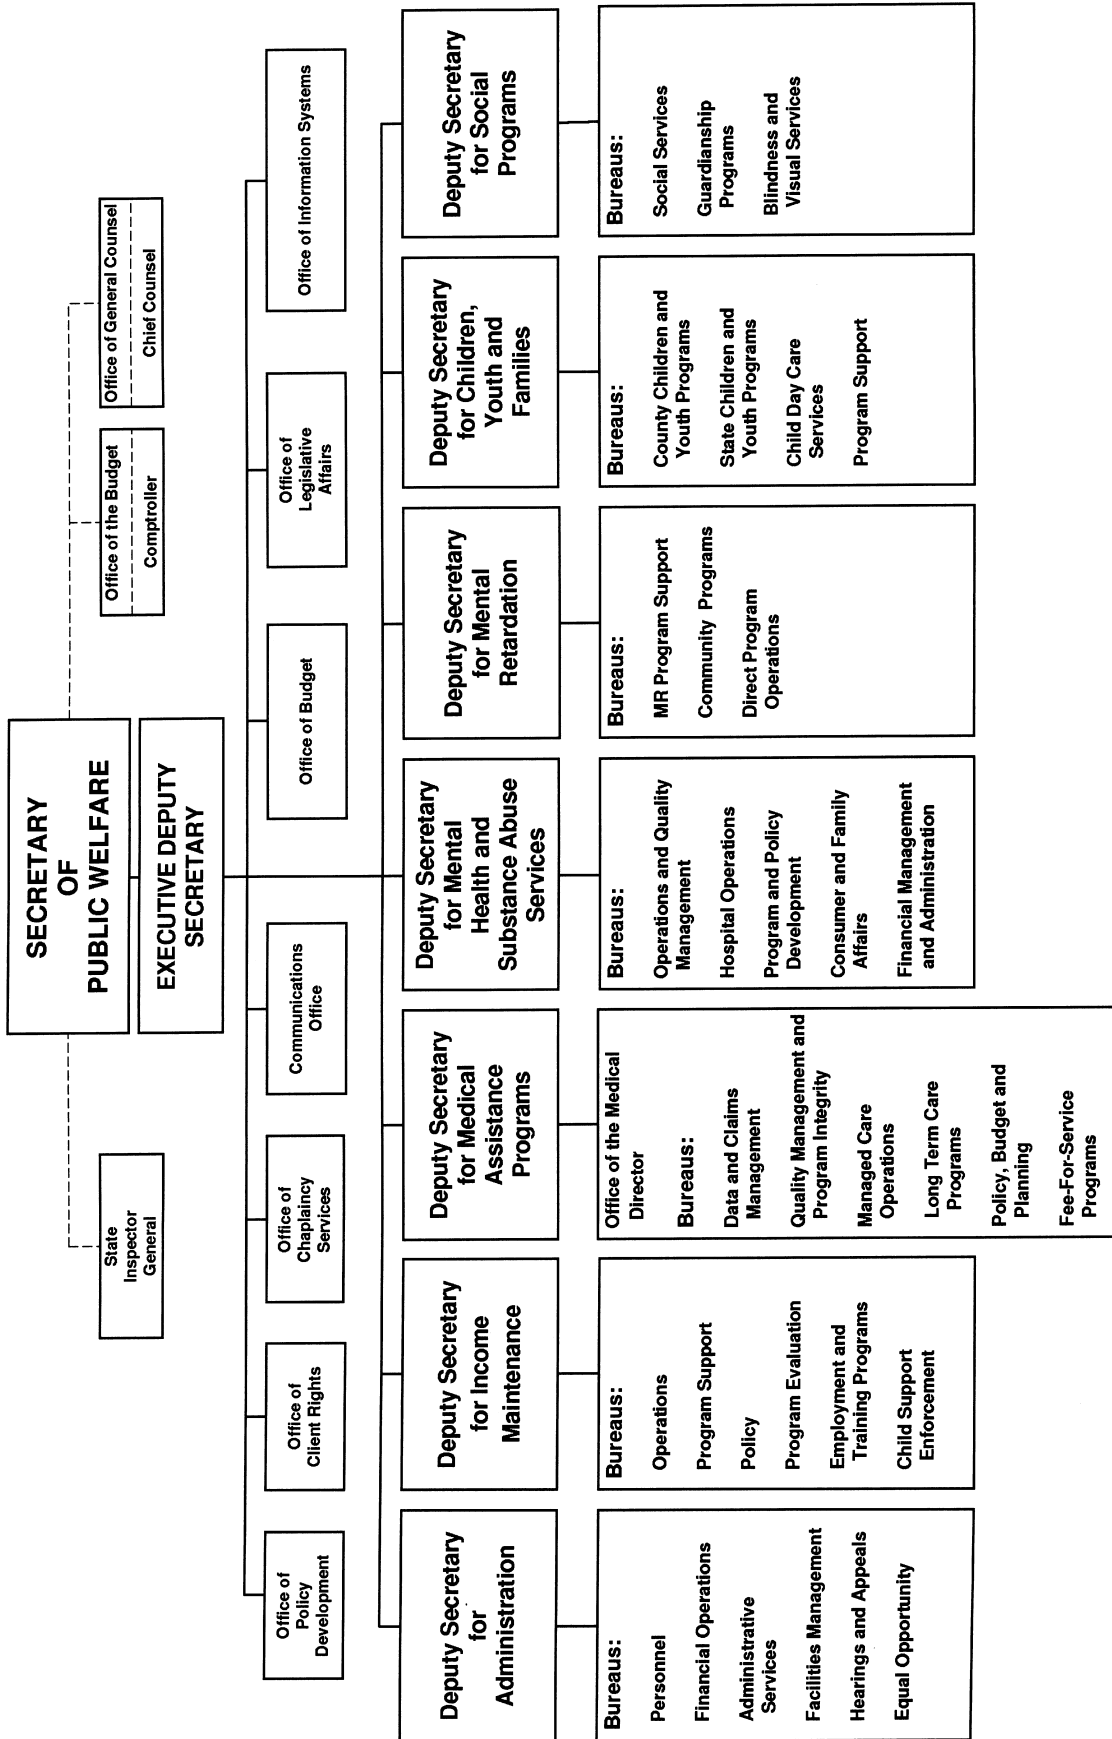 SECRETARY
OF
PUBLIC WELFARE
EXECUTIVE DEPUTY
SECRETARY
State
Inspector
General
Office of the Budget
Comptroller
Office of General Counsel
Chief Counsel
Office of
Policy
Development
Office of
Client Rights
Office of
Chaplaincy
Services
Communications
Office
Office of Budget
Office of
Legislative
Affairs
Office of Information Systems
Deputy Secretary
for
Administration
Bureaus:
Personnel
Financial Operations
Administrative
Services
Facilities Management
Hearings and Appeals
Equal Opportunity
Deputy Secretary
for Income
Maintenance
Bureaus:
Operations
Program Support
Policy
Program Evaluation
Employment and
Training Programs
Child Support
Enforcement
Deputy Secretary
for Medical
Assistance
Programs
Office of the Medical
Director
Bureaus:
Data and Claims
Management
Quality Management and
Program Integrity
Managed Care
Operations
Long Term Care
Programs
Policy, Budget and
Planning
Fee-For-Service
Programs
Deputy Secretary
for Mental
Health and
Substance Abuse
Services
Bureaus:
Operations and Quality
Management
Hospital Operations
Program and Policy
Development
Consumer and Family
Affairs
Financial Management
and Administration
Deputy Secretary
for Mental
Retardation
Bureaus:
MR Program Support
Community Programs
Direct Program
Operations
Deputy Secretary
for Children,
Youth and
Families
Bureaus:
County Children and
Youth Programs
State Children and
Youth Programs
Child Day Care
Services
Program Support
Deputy Secretary
for Social
Programs
Bureaus:
Social Services
Guardianship
Programs
Blindness and
Visual Services